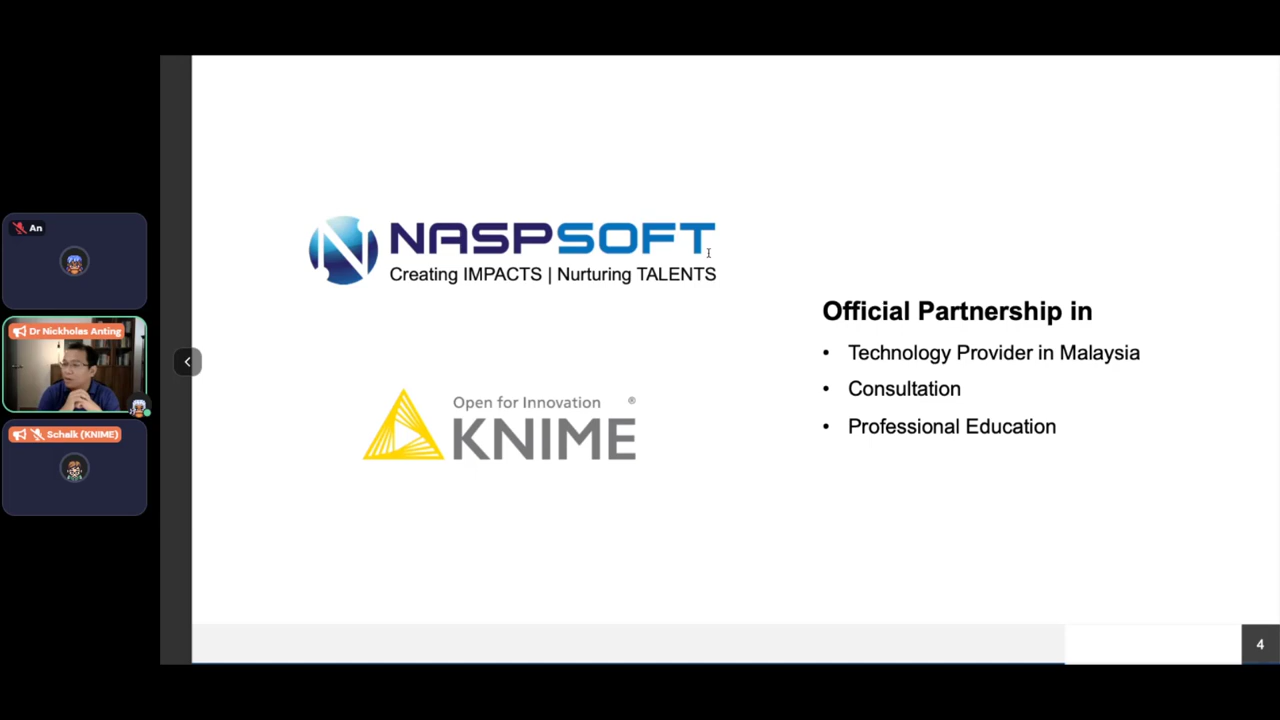 An
Dr Nickholas Anting
Schalk (KNIME)
NASPSOFT
Creating IMPACTS | Nurturing TALENTS
Open for Innovation ®
KNIME
Official Partnership in
• Technology Provider in Malaysia
• Consultation
• Professional Education
4